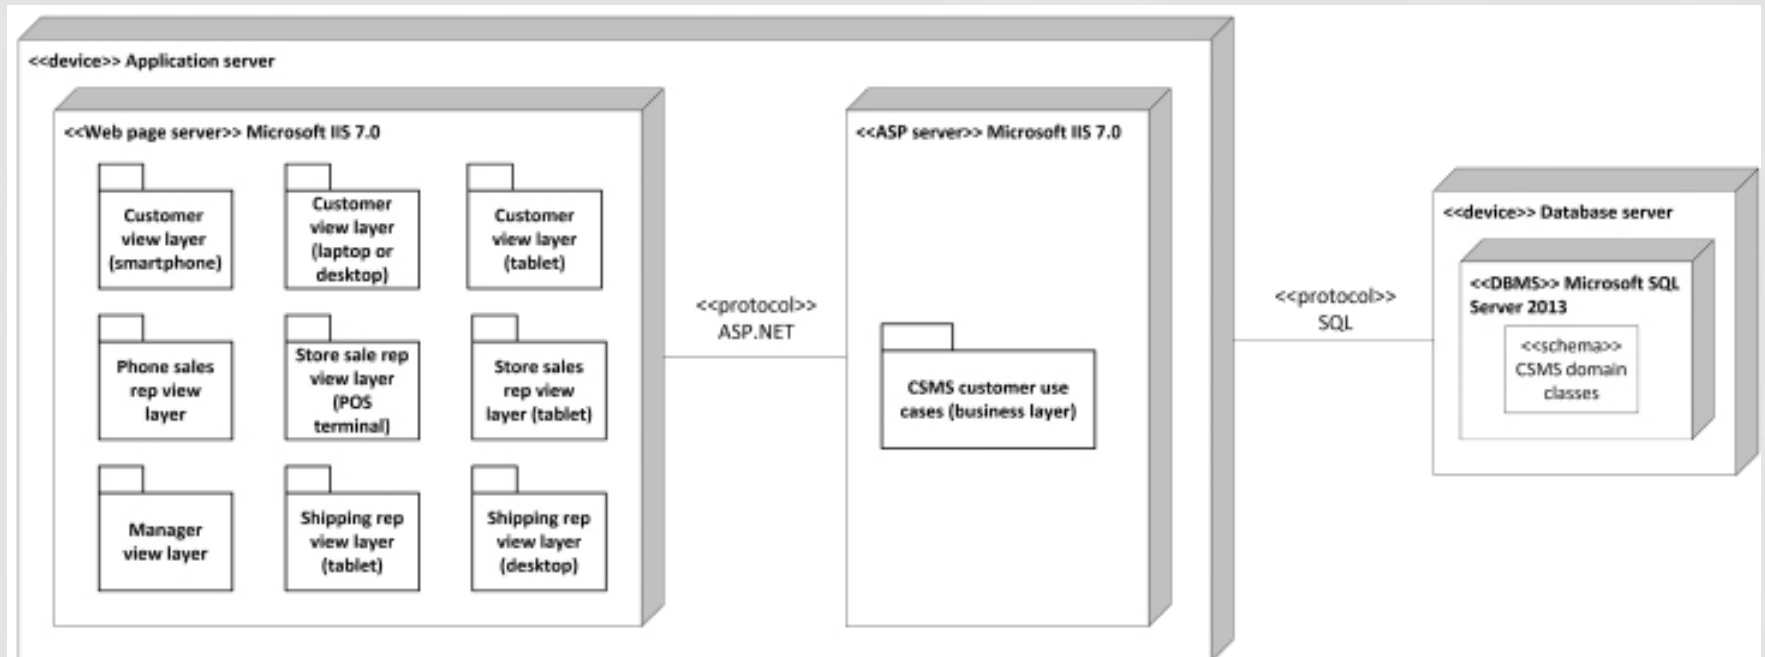 <<device>> Application server
<<Web page server>> Microsoft IIS 7.0
Customer
view layer
(smartphone)
Customer
view layer
(laptop or
desktop)
Customer
view layer
(tablet)
Phone sales
rep view
layer
Store sale rep
view layer
(POS
terminal)
Store sales
rep view
layer (tablet)
Manager
view layer
Shipping rep
view layer
(tablet)
Shipping rep
view layer
(desktop)
<<protocol>>
ASP.NET
<<ASP server>> Microsoft IIS 7.0
CSMS customer use
cases (business layer)
<<protocol>>
SQL
<<device>> Database server
<<DBMS>> Microsoft SQL
Server 2013
<<schema>>
CSMS domain
classes